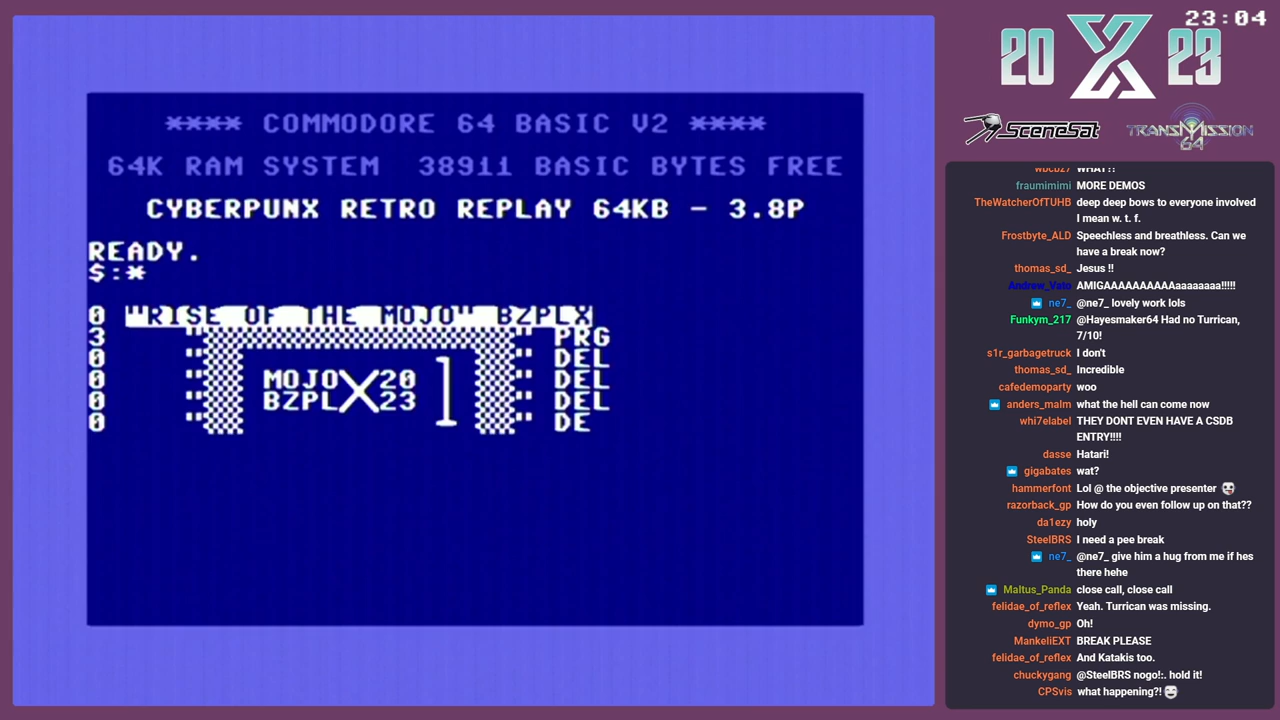 **** COMMODORE 64 BASIC V2 ****
64K RAM SYSTEM 38911 BASIC BYTES FREE
CYBERPUNX RETRO REPLAY 64KB - 3.8P
READY.
$:*
0 "RISE OF THE MOJO" BZPLX
3 " " PRG
0 " " DEL
0 " MOJO 20 " DEL
0 " BZPLX 23 " DEL
0 " " DE
23:04
20 X 23
SCENESAT
TRANSMISSION 64
wbcbz7 WHAT!!
fraumimimi MORE DEMOS
TheWatcherOfTUHB deep deep bows to everyone involved
I mean w. t. f.
Frostbyte_ALD Speechless and breathless. Can we
have a break now?
thomas_sd_ Jesus !!
Andrew_Vato AMIGAAAAAAAAAAaaaaaaaa!!!!!
ne7_ @ne7_ lovely work lols
Funkym_217 @Hayesmaker64 Had no Turrican,
7/10!
s1r_garbagetruck I don't
thomas_sd_ Incredible
cafedemoparty woo
anders_malm what the hell can come now
whi7elabel THEY DONT EVEN HAVE A CSDB
ENTRY!!!!
dasse Hatari!
gigabates wat?
hammerfont Lol @ the objective presenter
razorback_gp How do you even follow up on that??
da1ezy holy
SteelBRS I need a pee break
ne7_ @ne7_ give him a hug from me if hes
there hehe
Maltus_Panda close call, close call
felidae_of_reflex Yeah. Turrican was missing.
dymo_gp Oh!
MankeliEXT BREAK PLEASE
felidae_of_reflex And Katakis too.
chuckygang @SteelBRS nogo!:. hold it!
CPSvis what happening?!